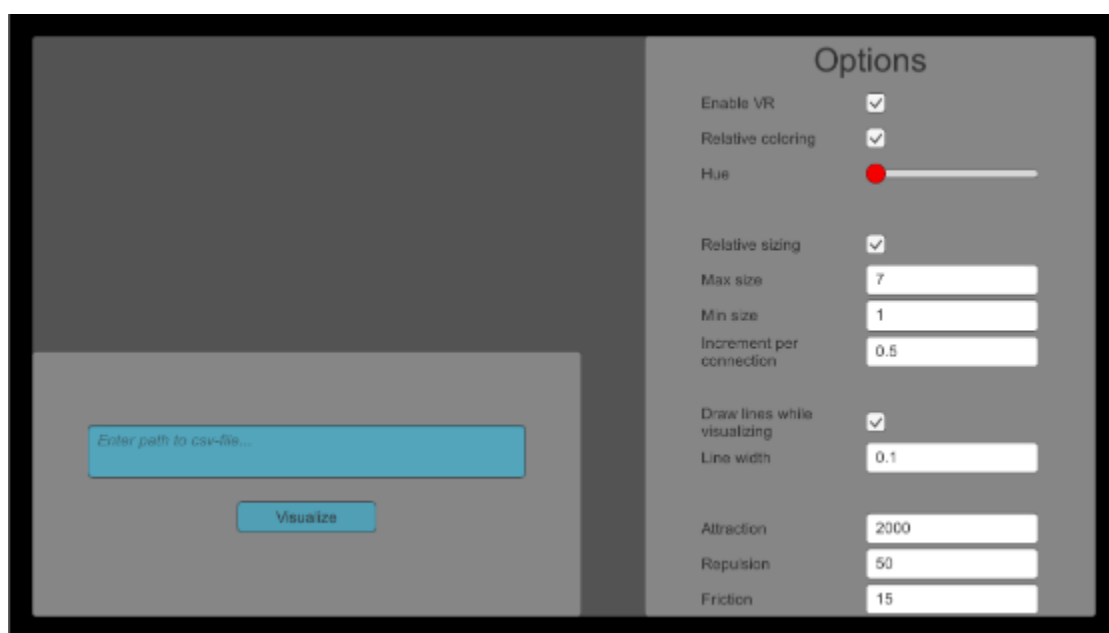 Options
Enable VR
Relative coloring
Hue
Relative sizing
Max size 7
Min size 1
Increment per
connection 0.5
Draw lines while
visualizing
Line width 0.1
Attraction 2000
Repulsion 50
Friction 15
Enter path to csv-file...
Visualize